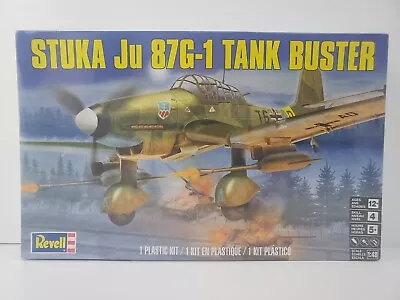 STUKA Ju 87G-1 TANK BUSTER
Revell
1 PLASTIC KIT / 1 KIT EN PLASTIQUE / 1 KIT PLÁSTICO
12+
4
5+
1:48